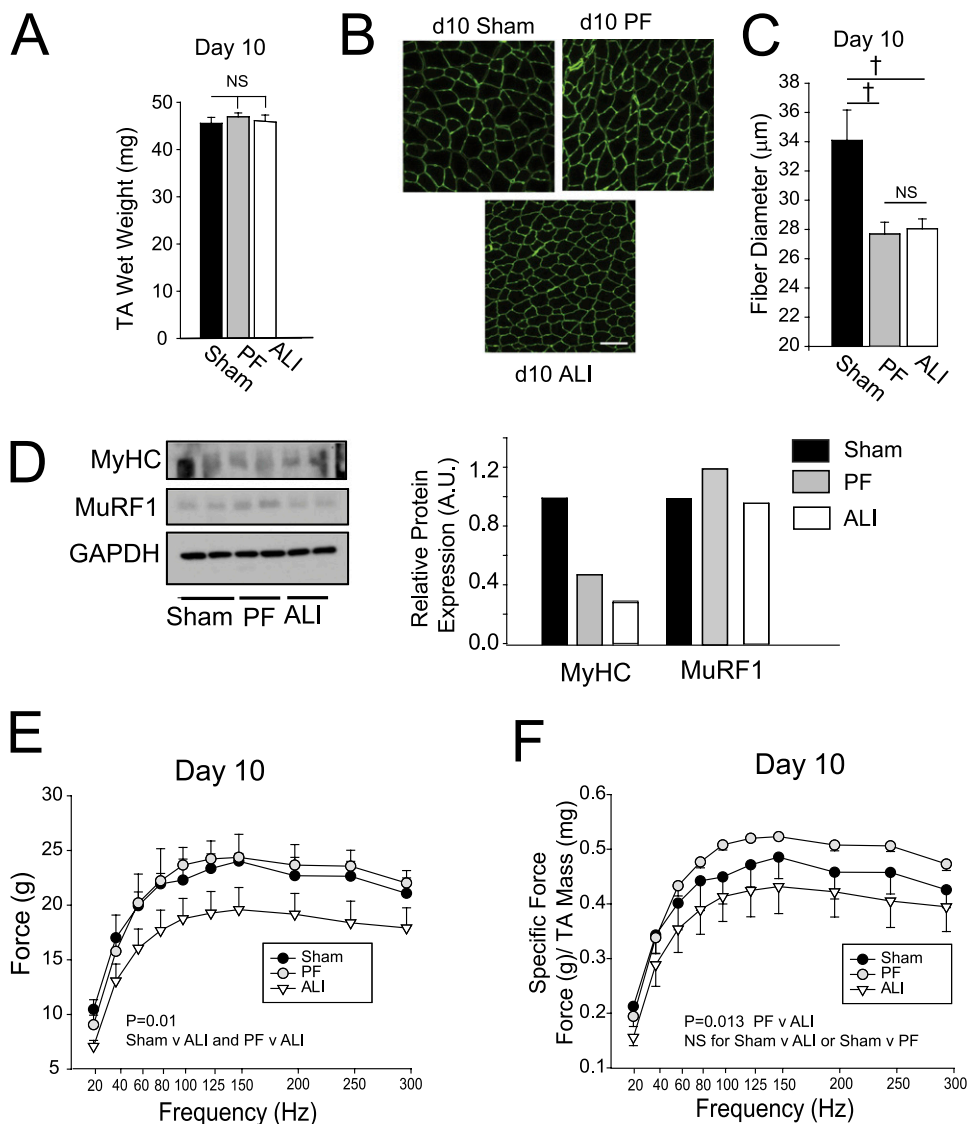 A
Day 10
NS
TA Wet Weight (mg)
50
40
30
20
10
0
Sham
PF
ALI
B
d10 Sham
d10 PF
d10 ALI
C
Day 10
†
†
NS
Fiber Diameter (μm)
38
36
34
32
30
28
26
24
22
20
Sham
PF
ALI
D
MyHC
MuRF1
GAPDH
Sham PF ALI
Relative Protein
Expression (A.U.)
1.2
0.8
0.4
0.0
MyHC MuRF1
Sham
PF
ALI
E
Day 10
Force (g)
30
25
20
15
10
5
Sham
PF
ALI
P=0.01
Sham v ALI and PF v ALI
20 40 60 80 100 125 150 200 250 300
Frequency (Hz)
F
Day 10
Specific Force
Force (g)/ TA Mass (mg)
0.6
0.5
0.4
0.3
0.2
0.1
Sham
PF
ALI
P=0.013 PF v ALI
NS for Sham v ALI or Sham v PF
20 40 60 80 100 125 150 200 250 300
Frequency (Hz)